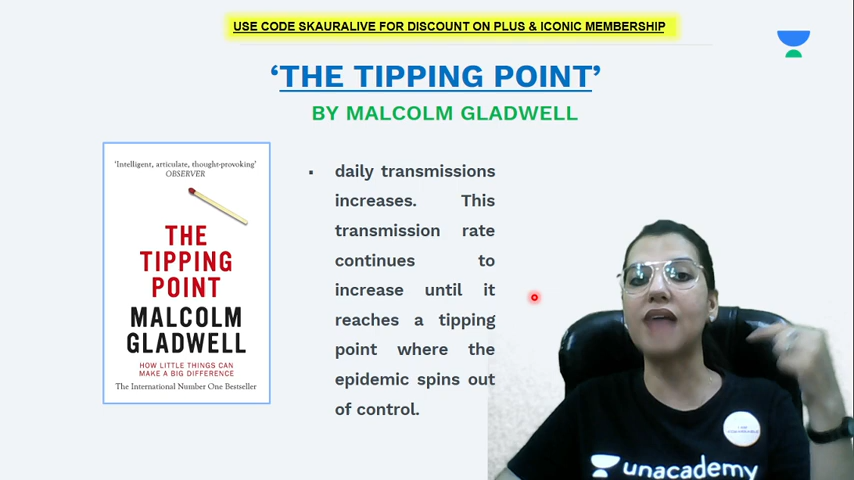 USE CODE SKAURALIVE FOR DISCOUNT ON PLUS & ICONIC MEMBERSHIP
‘THE TIPPING POINT’
BY MALCOLM GLADWELL
'Intelligent, articulate, thought-provoking'
OBSERVER
THE
TIPPING
POINT
MALCOLM
GLADWELL
HOW LITTLE THINGS CAN
MAKE A BIG DIFFERENCE
The International Number One Bestseller
▪ daily transmissions
increases. This
transmission rate
continues to
increase until it
reaches a tipping
point where the
epidemic spins out
of control.
unacademy